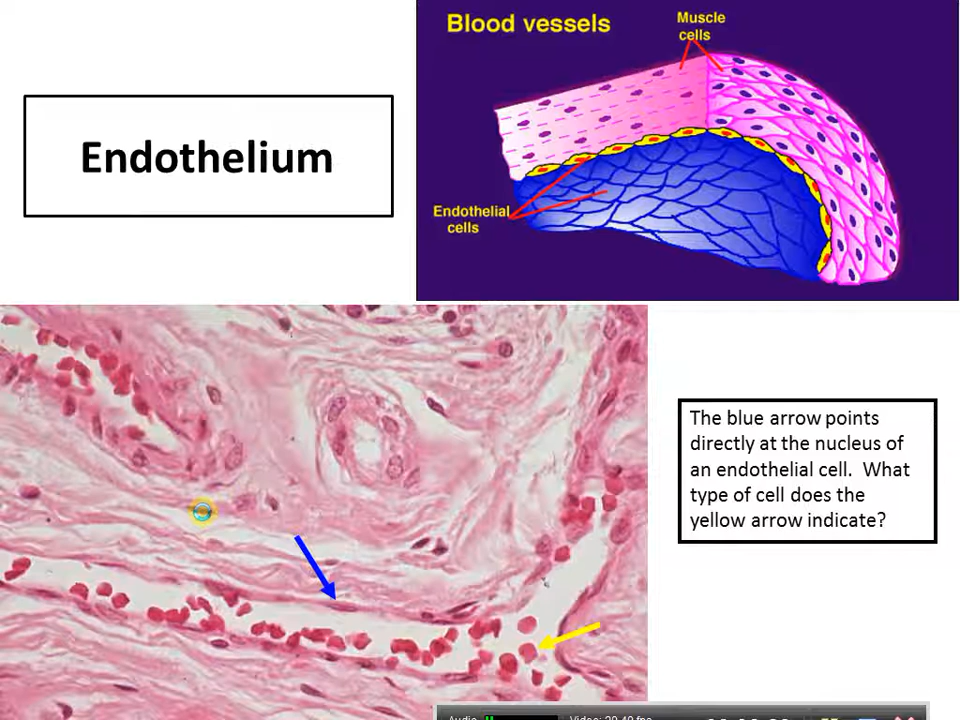 Endothelium
Blood vessels
Muscle
cells
Endothelial
cells
The blue arrow points
directly at the nucleus of
an endothelial cell.  What
type of cell does the
yellow arrow indicate?
Audio